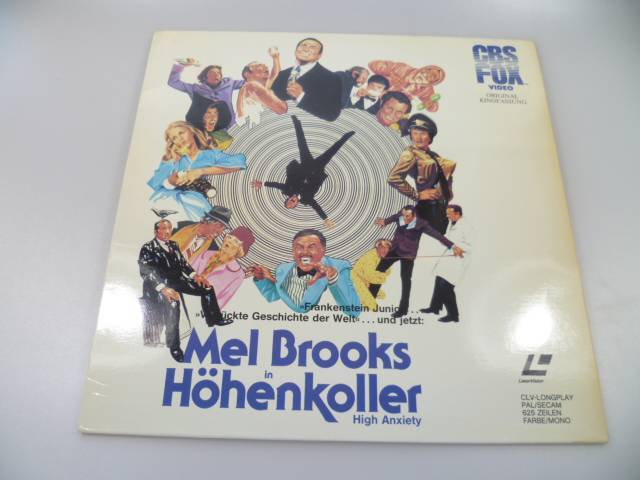 CBS
FOX
VIDEO
ORIGINAL
KINOFASSUNG
»Frankenstein Junior
Geschichte der Welt« . . . und jetzt:
Mel Brooks
in
Höhenkoller
High Anxiety
LaserVision
CLV-LONGPLAY
PAL/SECAM
625 ZEILEN
FARBE/MONO